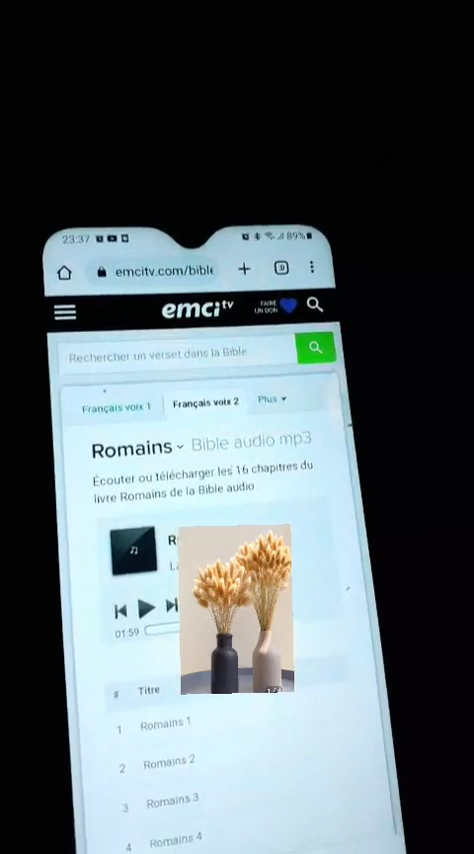 23:37
89%
emcitv.com/bible
emci tv
FAIRE UN DON
Rechercher un verset dans la Bible
Français voix 1 Français voix 2 Plus
Romains Bible audio mp3
Écouter ou télécharger les 16 chapitres du
livre Romains de la Bible audio
01:59
# Titre
1 Romains 1
2 Romains 2
3 Romains 3
4 Romains 4